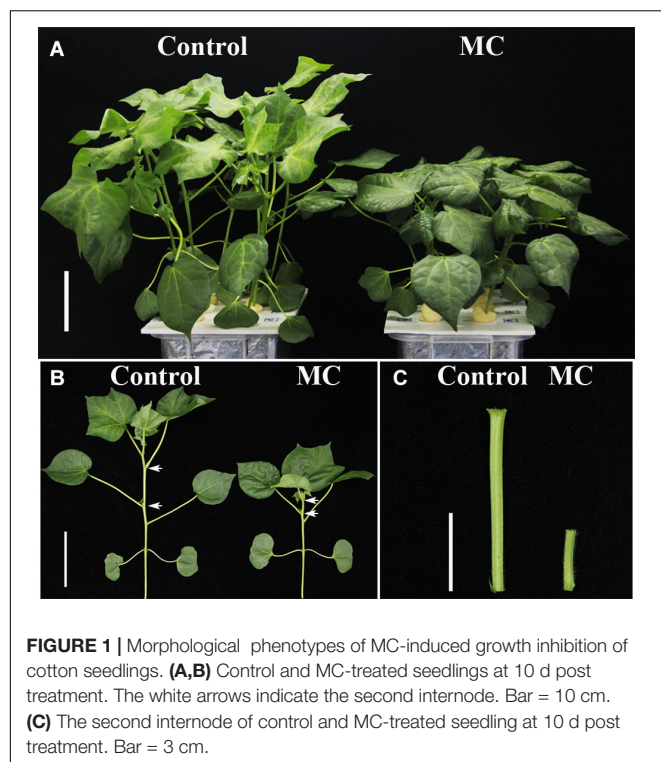 A
Control
MC
B
Control
MC
C
Control
MC
FIGURE 1 | Morphological phenotypes of MC-induced growth inhibition of
cotton seedlings. (A,B) Control and MC-treated seedlings at 10 d post
treatment. The white arrows indicate the second internode. Bar = 10 cm.
(C) The second internode of control and MC-treated seedling at 10 d post
treatment. Bar = 3 cm.